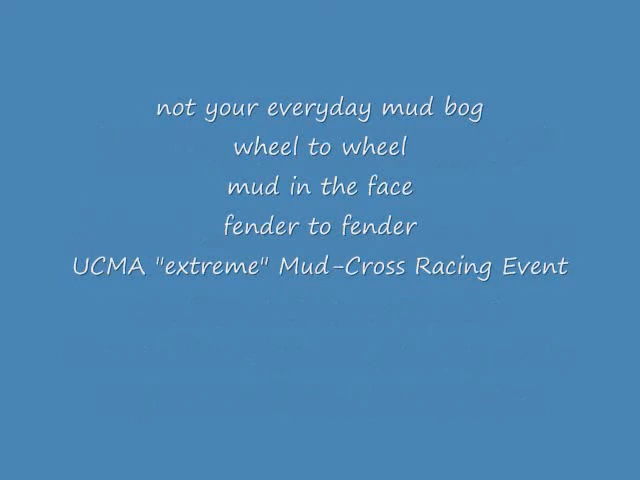 not your everyday mud bog
wheel to wheel
mud in the face
fender to fender
UCMA "extreme" Mud-Cross Racing Event